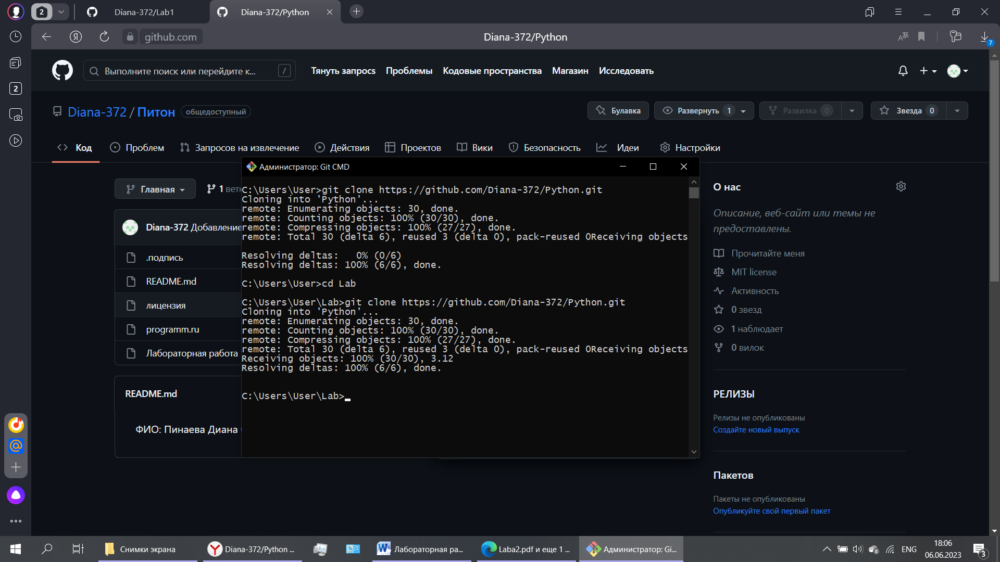 2
Diana-372/Lab1
Diana-372/Python
github.com
Diana-372/Python
7
2
Выполните поиск или перейдите к...
/
Тянуть запрос
Проблемы
Кодовые пространства
Магазин
Исследовать
Diana-372 / Питон
общедоступный
Булавка
Развернуть 1
Развилка 0
Звезда 0
Код
Проблем
Запросов на извлечение
Действия
Проектов
Вики
Безопасность
Идеи
Настройки
Главная
1 ветк
Diana-372 Добавление
.подпись
README.md
лицензия
programm.ru
Лабораторная работа
README.md
ФИО: Пинаева Диана
Администратор: Git CMD
C:\Users\User>git clone https://github.com/Diana-372/Python.git
Cloning into 'Python'...
remote: Enumerating objects: 30, done.
remote: Counting objects: 100% (30/30), done.
remote: Compressing objects: 100% (27/27), done.
remote: Total 30 (delta 6), reused 3 (delta 0), pack-reused 0Receiving objects
Resolving deltas:   0% (0/6)
Resolving deltas: 100% (6/6), done.
C:\Users\User>cd Lab
C:\Users\User\Lab>git clone https://github.com/Diana-372/Python.git
Cloning into 'Python'...
remote: Enumerating objects: 30, done.
remote: Counting objects: 100% (30/30), done.
remote: Compressing objects: 100% (27/27), done.
remote: Total 30 (delta 6), reused 3 (delta 0), pack-reused 0Receiving objects
Receiving objects: 100% (30/30), 3.12
Resolving deltas: 100% (6/6), done.
C:\Users\User\Lab>
О нас
Описание, веб-сайт или темы не
предоставлены.
Прочитайте меня
MIT license
Активность
0 звезд
1 наблюдает
0 вилок
РЕЛИЗЫ
Релизы не опубликованы
Создайте новый выпуск
Пакетов
Пакеты не опубликованы
Опубликуйте свой первый пакет
Снимки экрана
Diana-372/Python ...
Лабораторная ра...
Laba2.pdf и еще 1 ...
Администратор: Gi...
ENG
18:06
06.06.2023
3